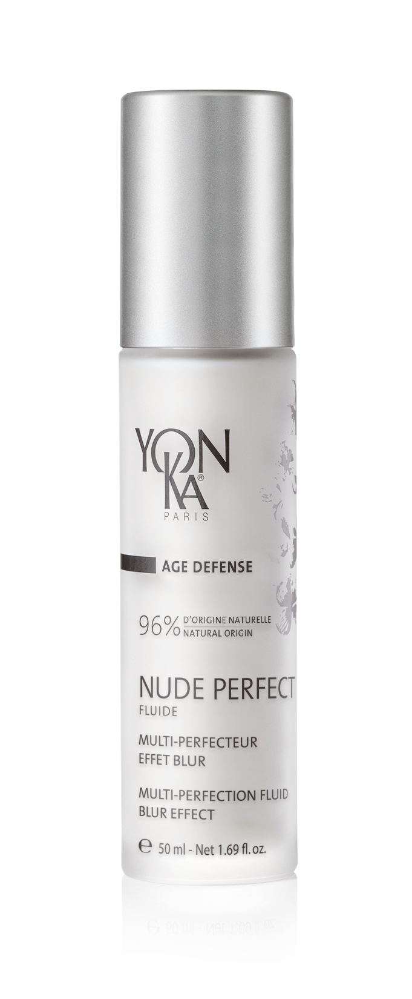 YON
KA®
PARIS
AGE DEFENSE
96% D'ORIGINE NATURELLE
NATURAL ORIGIN
NUDE PERFECT
FLUIDE
MULTI-PERFECTEUR
EFFET BLUR
MULTI-PERFECTION FLUID
BLUR EFFECT
℮ 50 ml - Net 1.69 fl. oz.